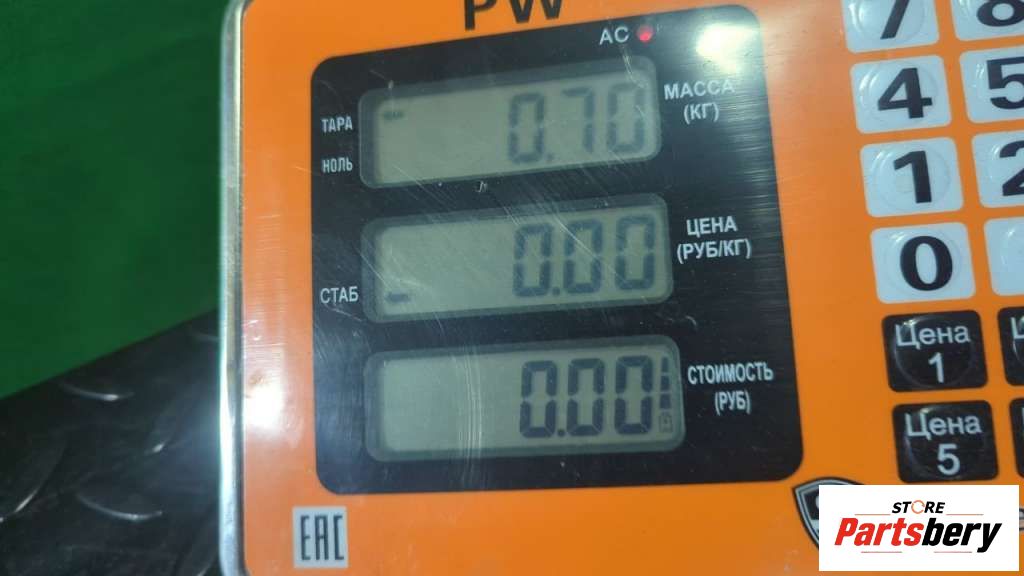 PW
AC
ТАРА
НОЛЬ
0.70
МАССА
(КГ)
СТАБ
0.00
ЦЕНА
(РУБ/КГ)
0.00
СТОИМОСТЬ
(РУБ)
7 8
4 5
1 2
0
Цена
1
Цена
5
EAC
STORE
Partsbery